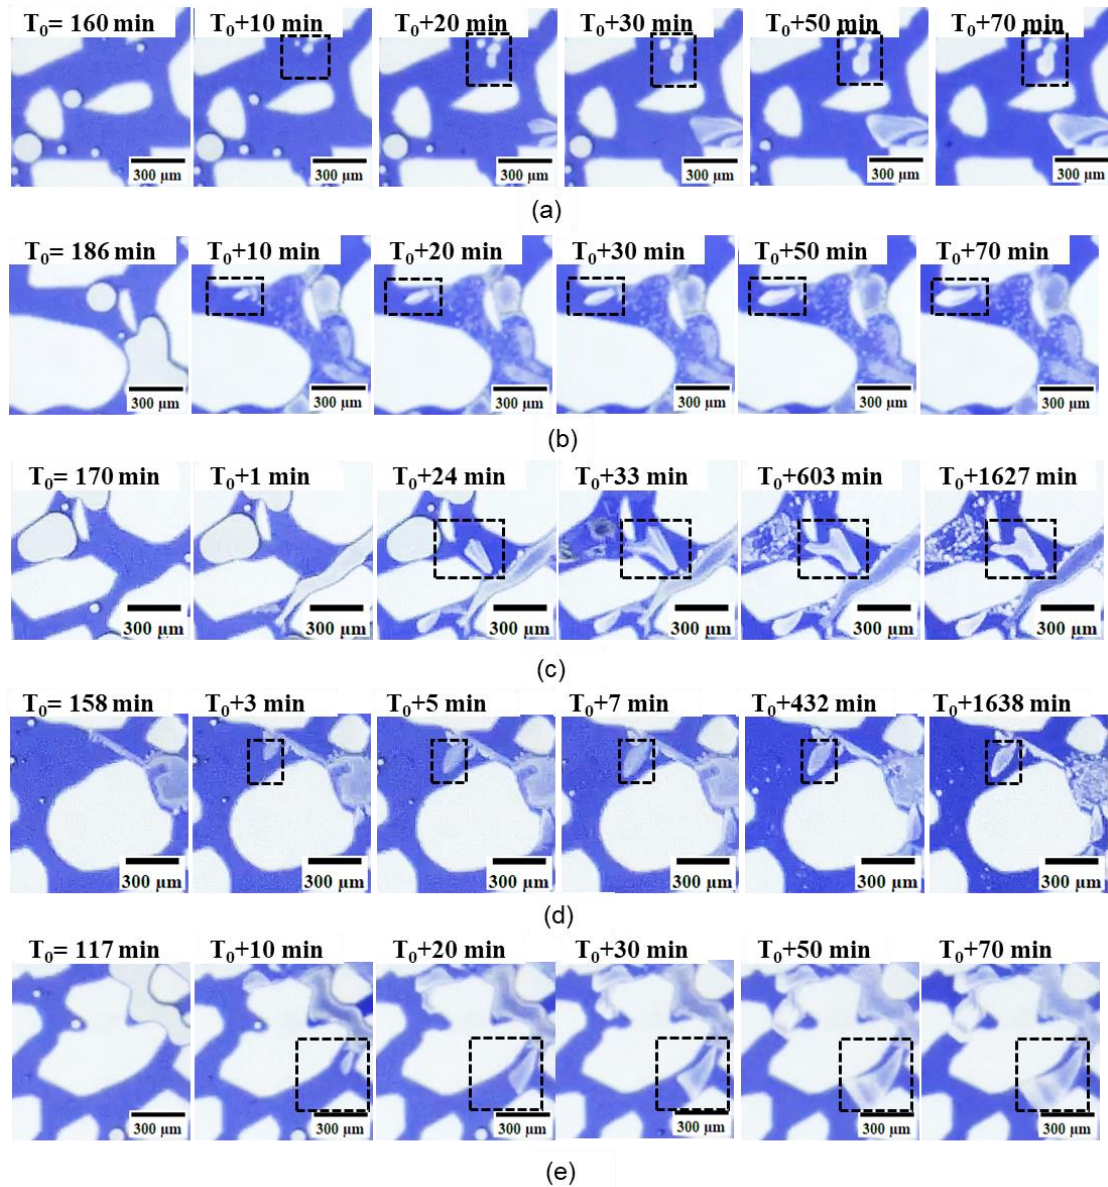 T₀= 160 min T₀+10 min T₀+20 min T₀+30 min T₀+50 min T₀+70 min
300 µm 300 µm 300 µm 300 µm 300 µm 300 µm
(a)
T₀= 186 min T₀+10 min T₀+20 min T₀+30 min T₀+50 min T₀+70 min
300 µm 300 µm 300 µm 300 µm 300 µm 300 µm
(b)
T₀= 170 min T₀+1 min T₀+24 min T₀+33 min T₀+603 min T₀+1627 min
300 µm 300 µm 300 µm 300 µm 300 µm 300 µm
(c)
T₀= 158 min T₀+3 min T₀+5 min T₀+7 min T₀+432 min T₀+1638 min
300 µm 300 µm 300 µm 300 µm 300 µm 300 µm
(d)
T₀= 117 min T₀+10 min T₀+20 min T₀+30 min T₀+50 min T₀+70 min
300 µm 300 µm 300 µm 300 µm 300 µm 300 µm
(e)